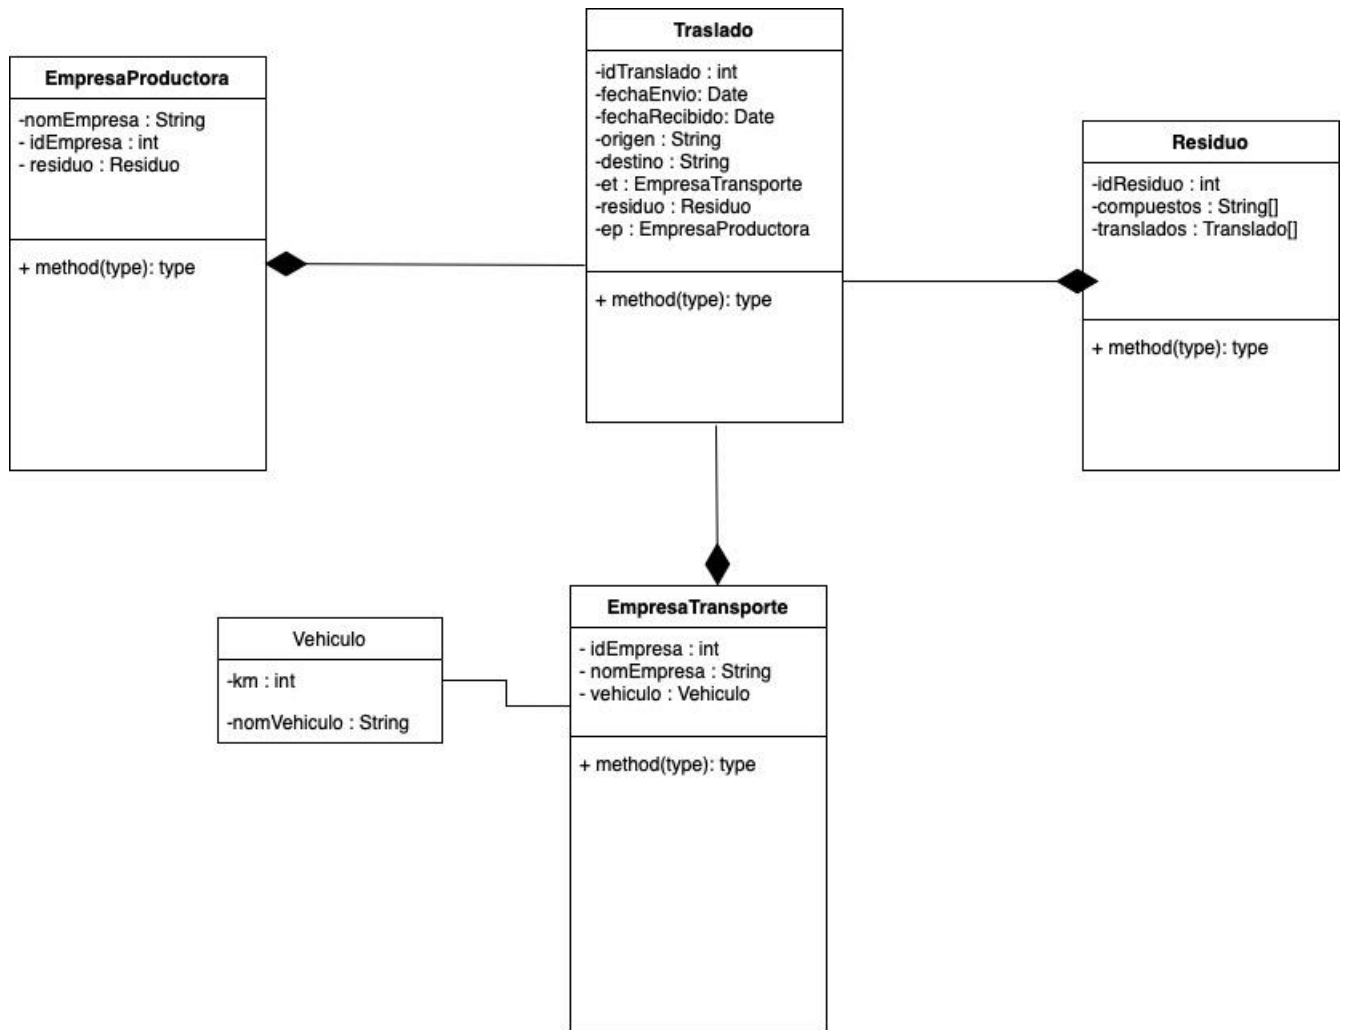 EmpresaProductora
-nomEmpresa : String
- idEmpresa : int
- residuo : Residuo
+ method(type): type
Traslado
-idTranslado : int
-fechaEnvio: Date
-fechaRecibido: Date
-origen : String
-destino : String
-et : EmpresaTransporte
-residuo : Residuo
-ep : EmpresaProductora
+ method(type): type
Residuo
-idResiduo : int
-compuestos : String[]
-translados : Translado[]
+ method(type): type
Vehiculo
-km : int
-nomVehiculo : String
EmpresaTransporte
- idEmpresa : int
- nomEmpresa : String
- vehiculo : Vehiculo
+ method(type): type